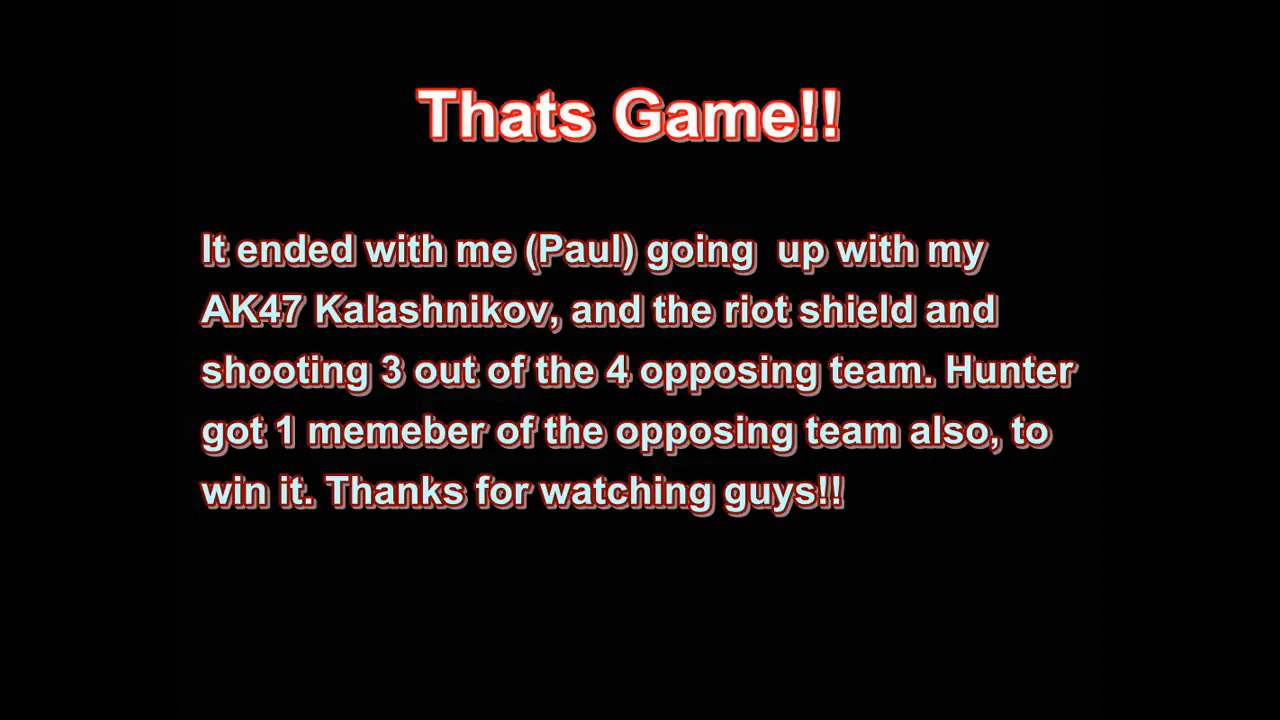 Thats Game!!
It ended with me (Paul) going  up with my
AK47 Kalashnikov, and the riot shield and
shooting 3 out of the 4 opposing team. Hunter
got 1 memeber of the opposing team also, to
win it. Thanks for watching guys!!